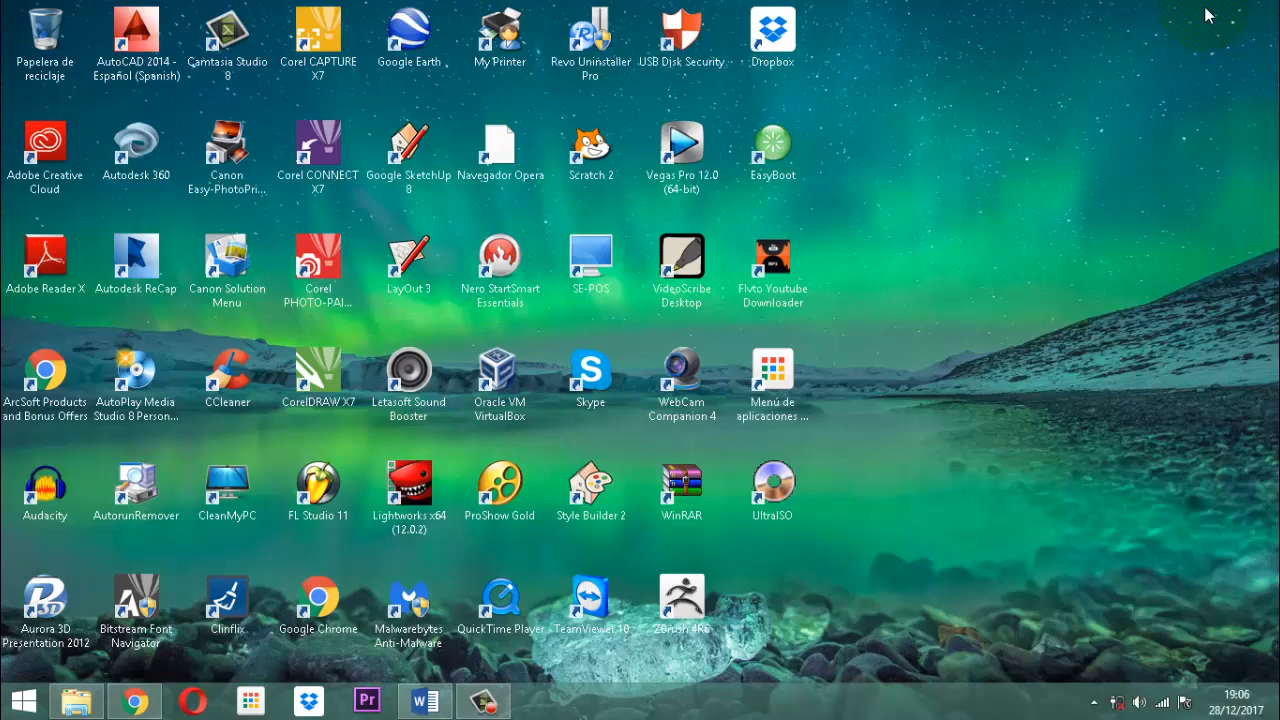 Papelera de
reciclaje
AutoCAD 2014 -
Español (Spanish)
Camtasia Studio
8
Corel CAPTURE
X7
Google Earth
My Printer
Revo Uninstaller
Pro
USB Disk Security
Dropbox
Adobe Creative
Cloud
Autodesk 360
Canon
Easy-PhotoPri...
Corel CONNECT
X7
Google SketchUp
8
Navegador Opera
Scratch 2
Vegas Pro 12.0
(64-bit)
EasyBoot
Adobe Reader X
Autodesk ReCap
Canon Solution
Menu
Corel
PHOTO-PAI...
LayOut 3
Nero StartSmart
Essentials
SE-POS
VideoScribe
Desktop
Flvto Youtube
Downloader
ArcSoft Products
and Bonus Offers
AutoPlay Media
Studio 8 Person...
CCleaner
CorelDRAW X7
Letasoft Sound
Booster
Oracle VM
VirtualBox
Skype
WebCam
Companion 4
Menú de
aplicaciones ...
Audacity
AutorunRemover
CleanMyPC
FL Studio 11
Lightworks x64
(12.0.2)
ProShow Gold
Style Builder 2
WinRAR
UltraISO
Aurora 3D
Presentation 2012
Bitstream Font
Navigator
Clinflix
Google Chrome
Malwarebytes
Anti-Malware
QuickTime Player
TeamViewer 10
ZBrush 4R6
Pr
19:06
28/12/2017